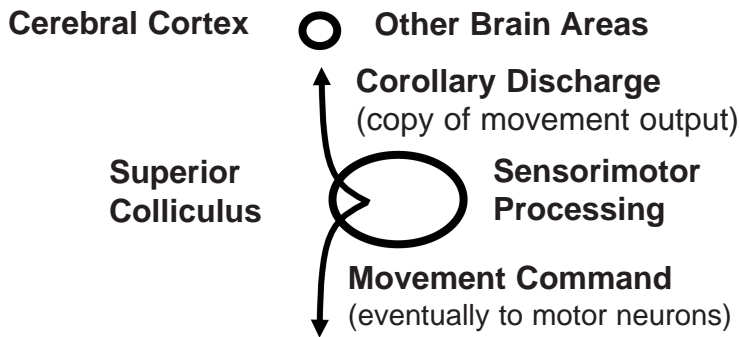 Cerebral Cortex
Other Brain Areas
Corollary Discharge
(copy of movement output)
Superior
Colliculus
Sensorimotor
Processing
Movement Command
(eventually to motor neurons)